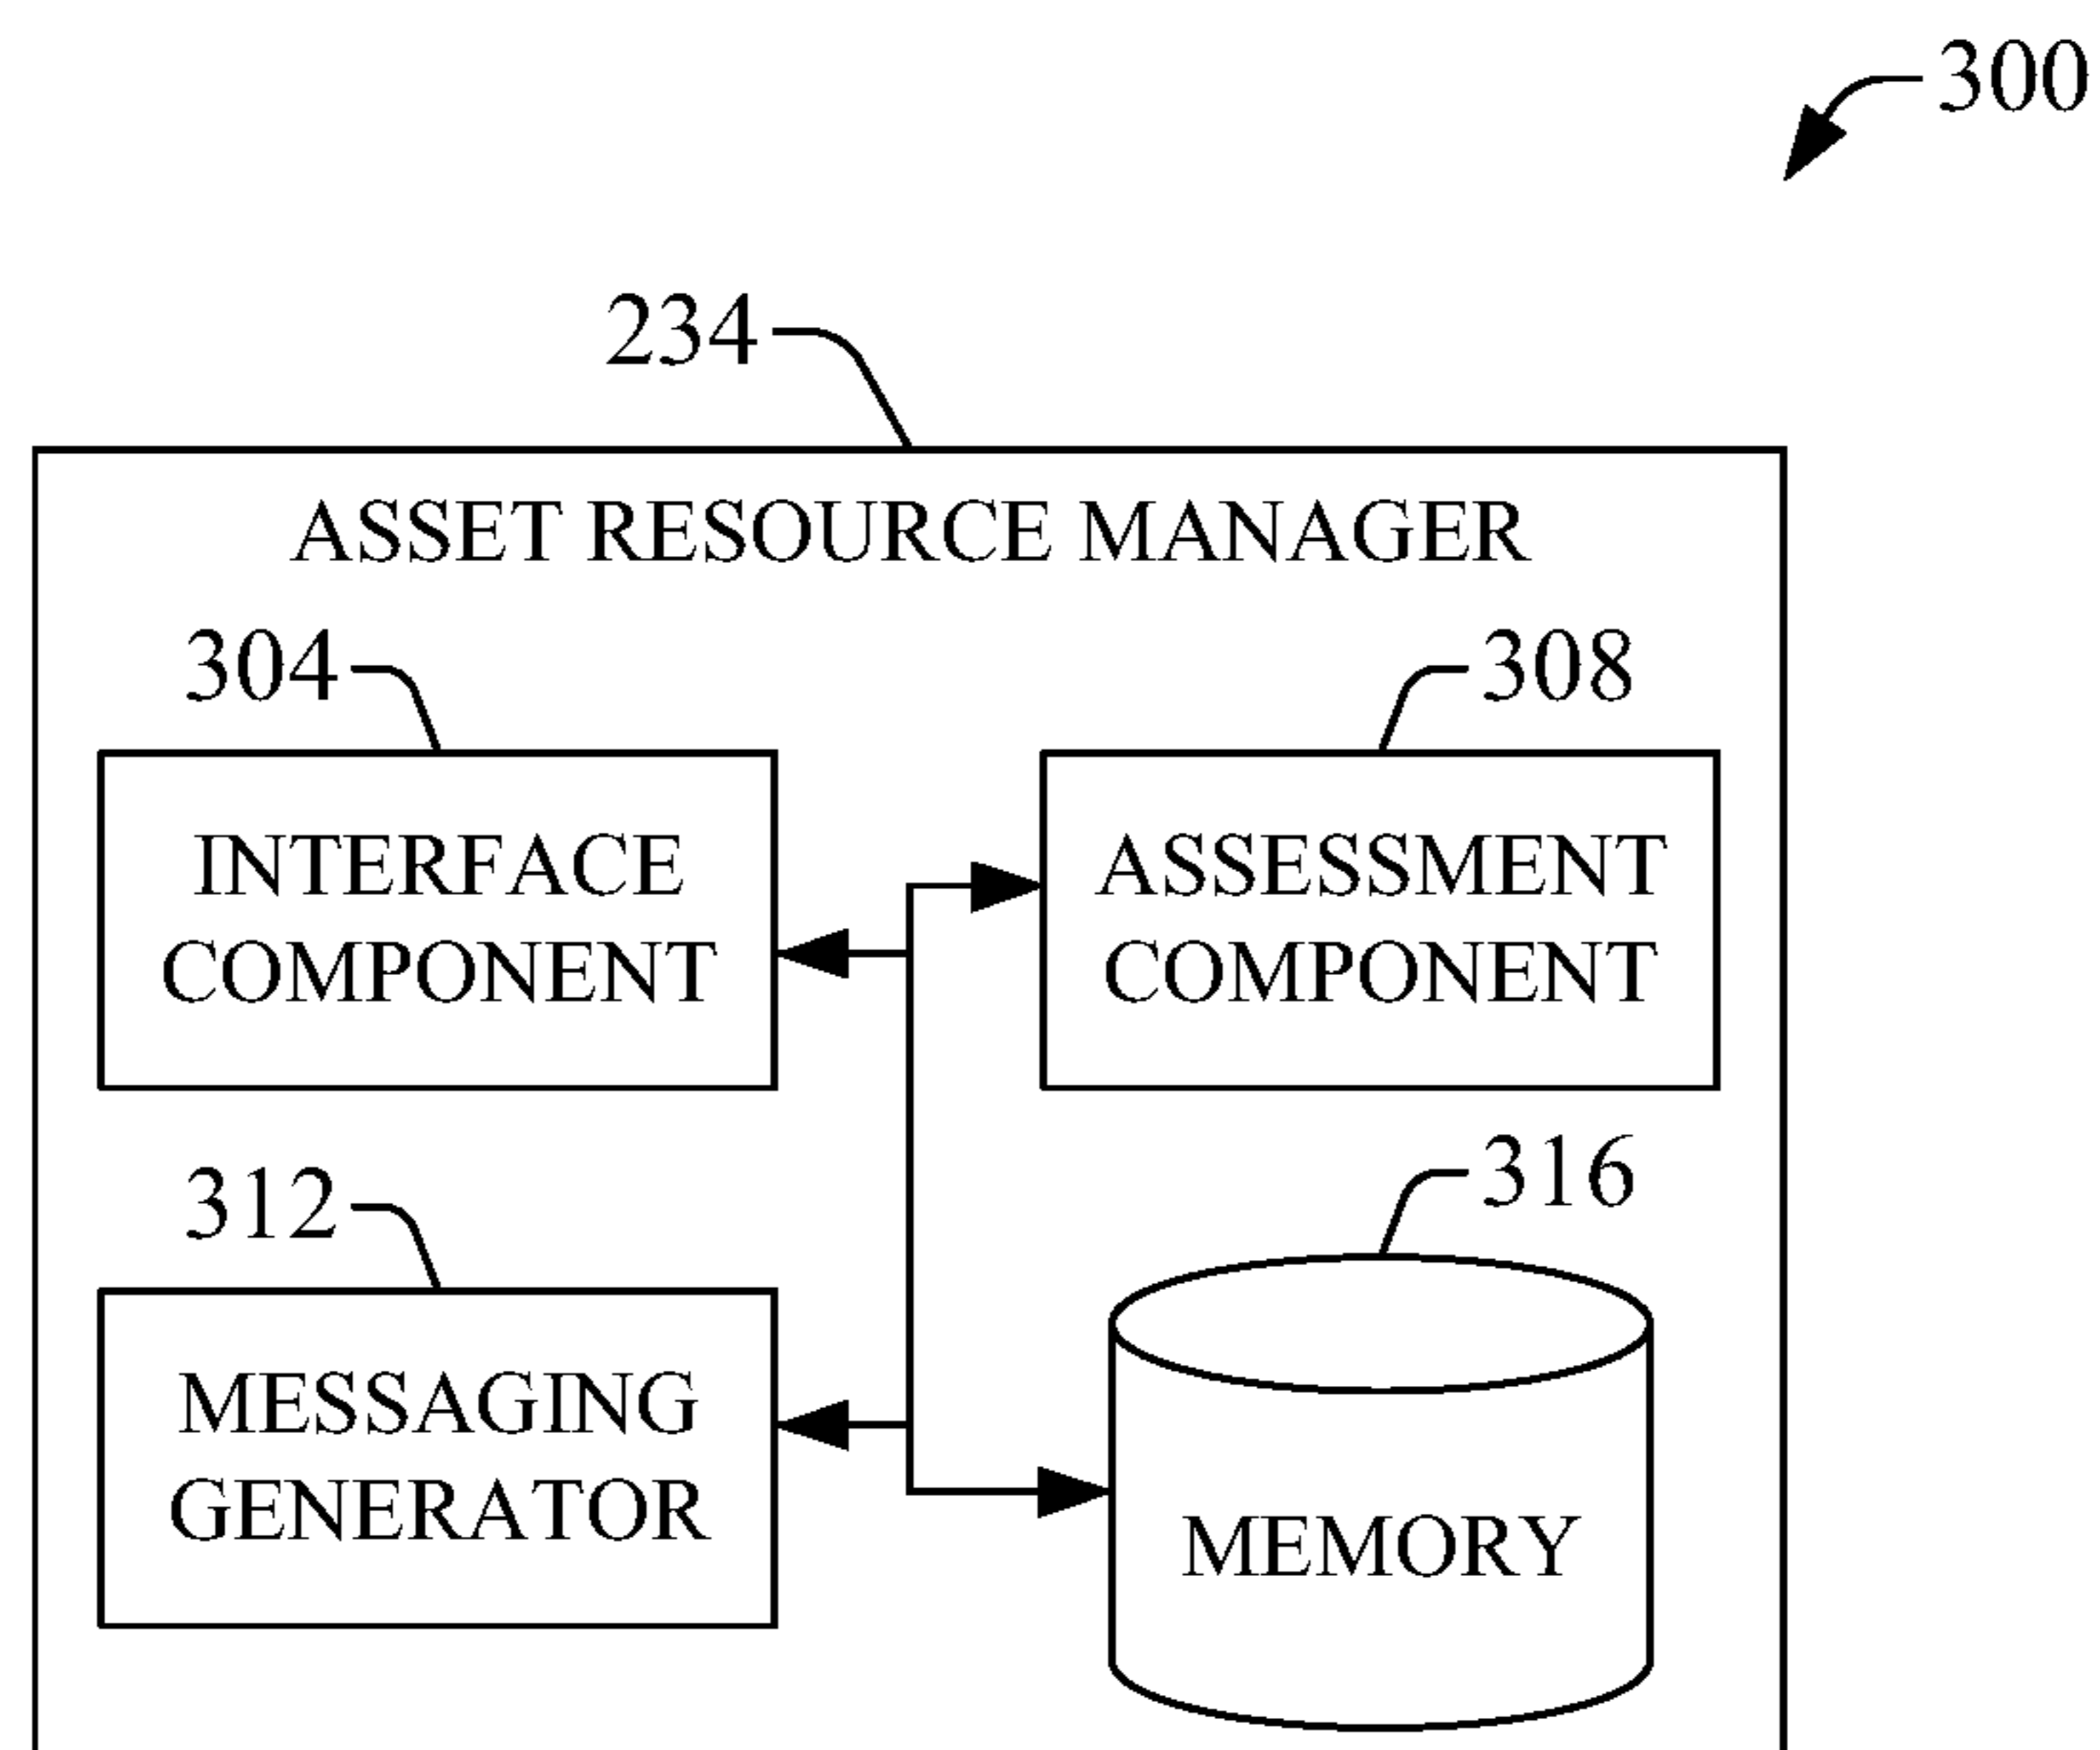 300
234
ASSET RESOURCE MANAGER
304
308
INTERFACE
COMPONENT
ASSESSMENT
COMPONENT
312
316
MESSAGING
GENERATOR
MEMORY